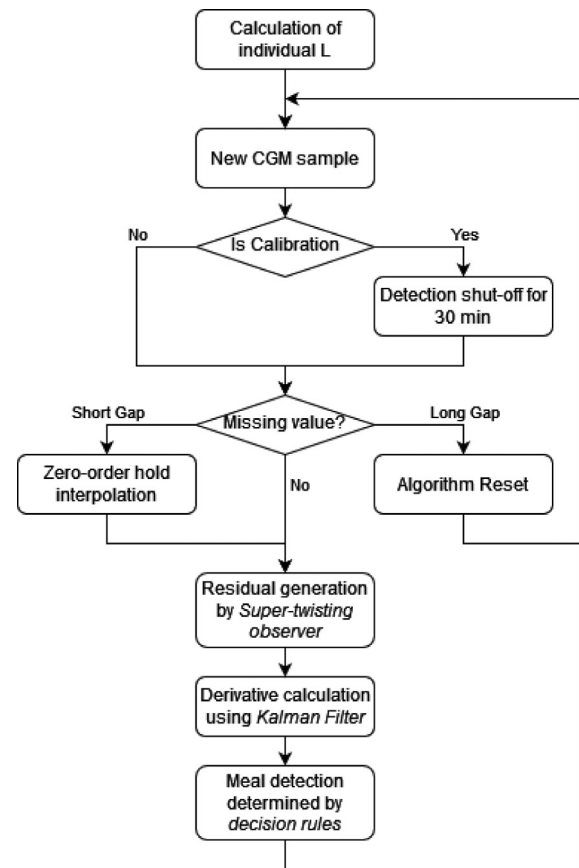 Calculation of
individual L
New CGM sample
Is Calibration
No
Yes
Detection shut-off for
30 min
Missing value?
Short Gap
Long Gap
No
Zero-order hold
interpolation
Algorithm Reset
Residual generation
by Super-twisting
observer
Derivative calculation
using Kalman Filter
Meal detection
determined by
decision rules